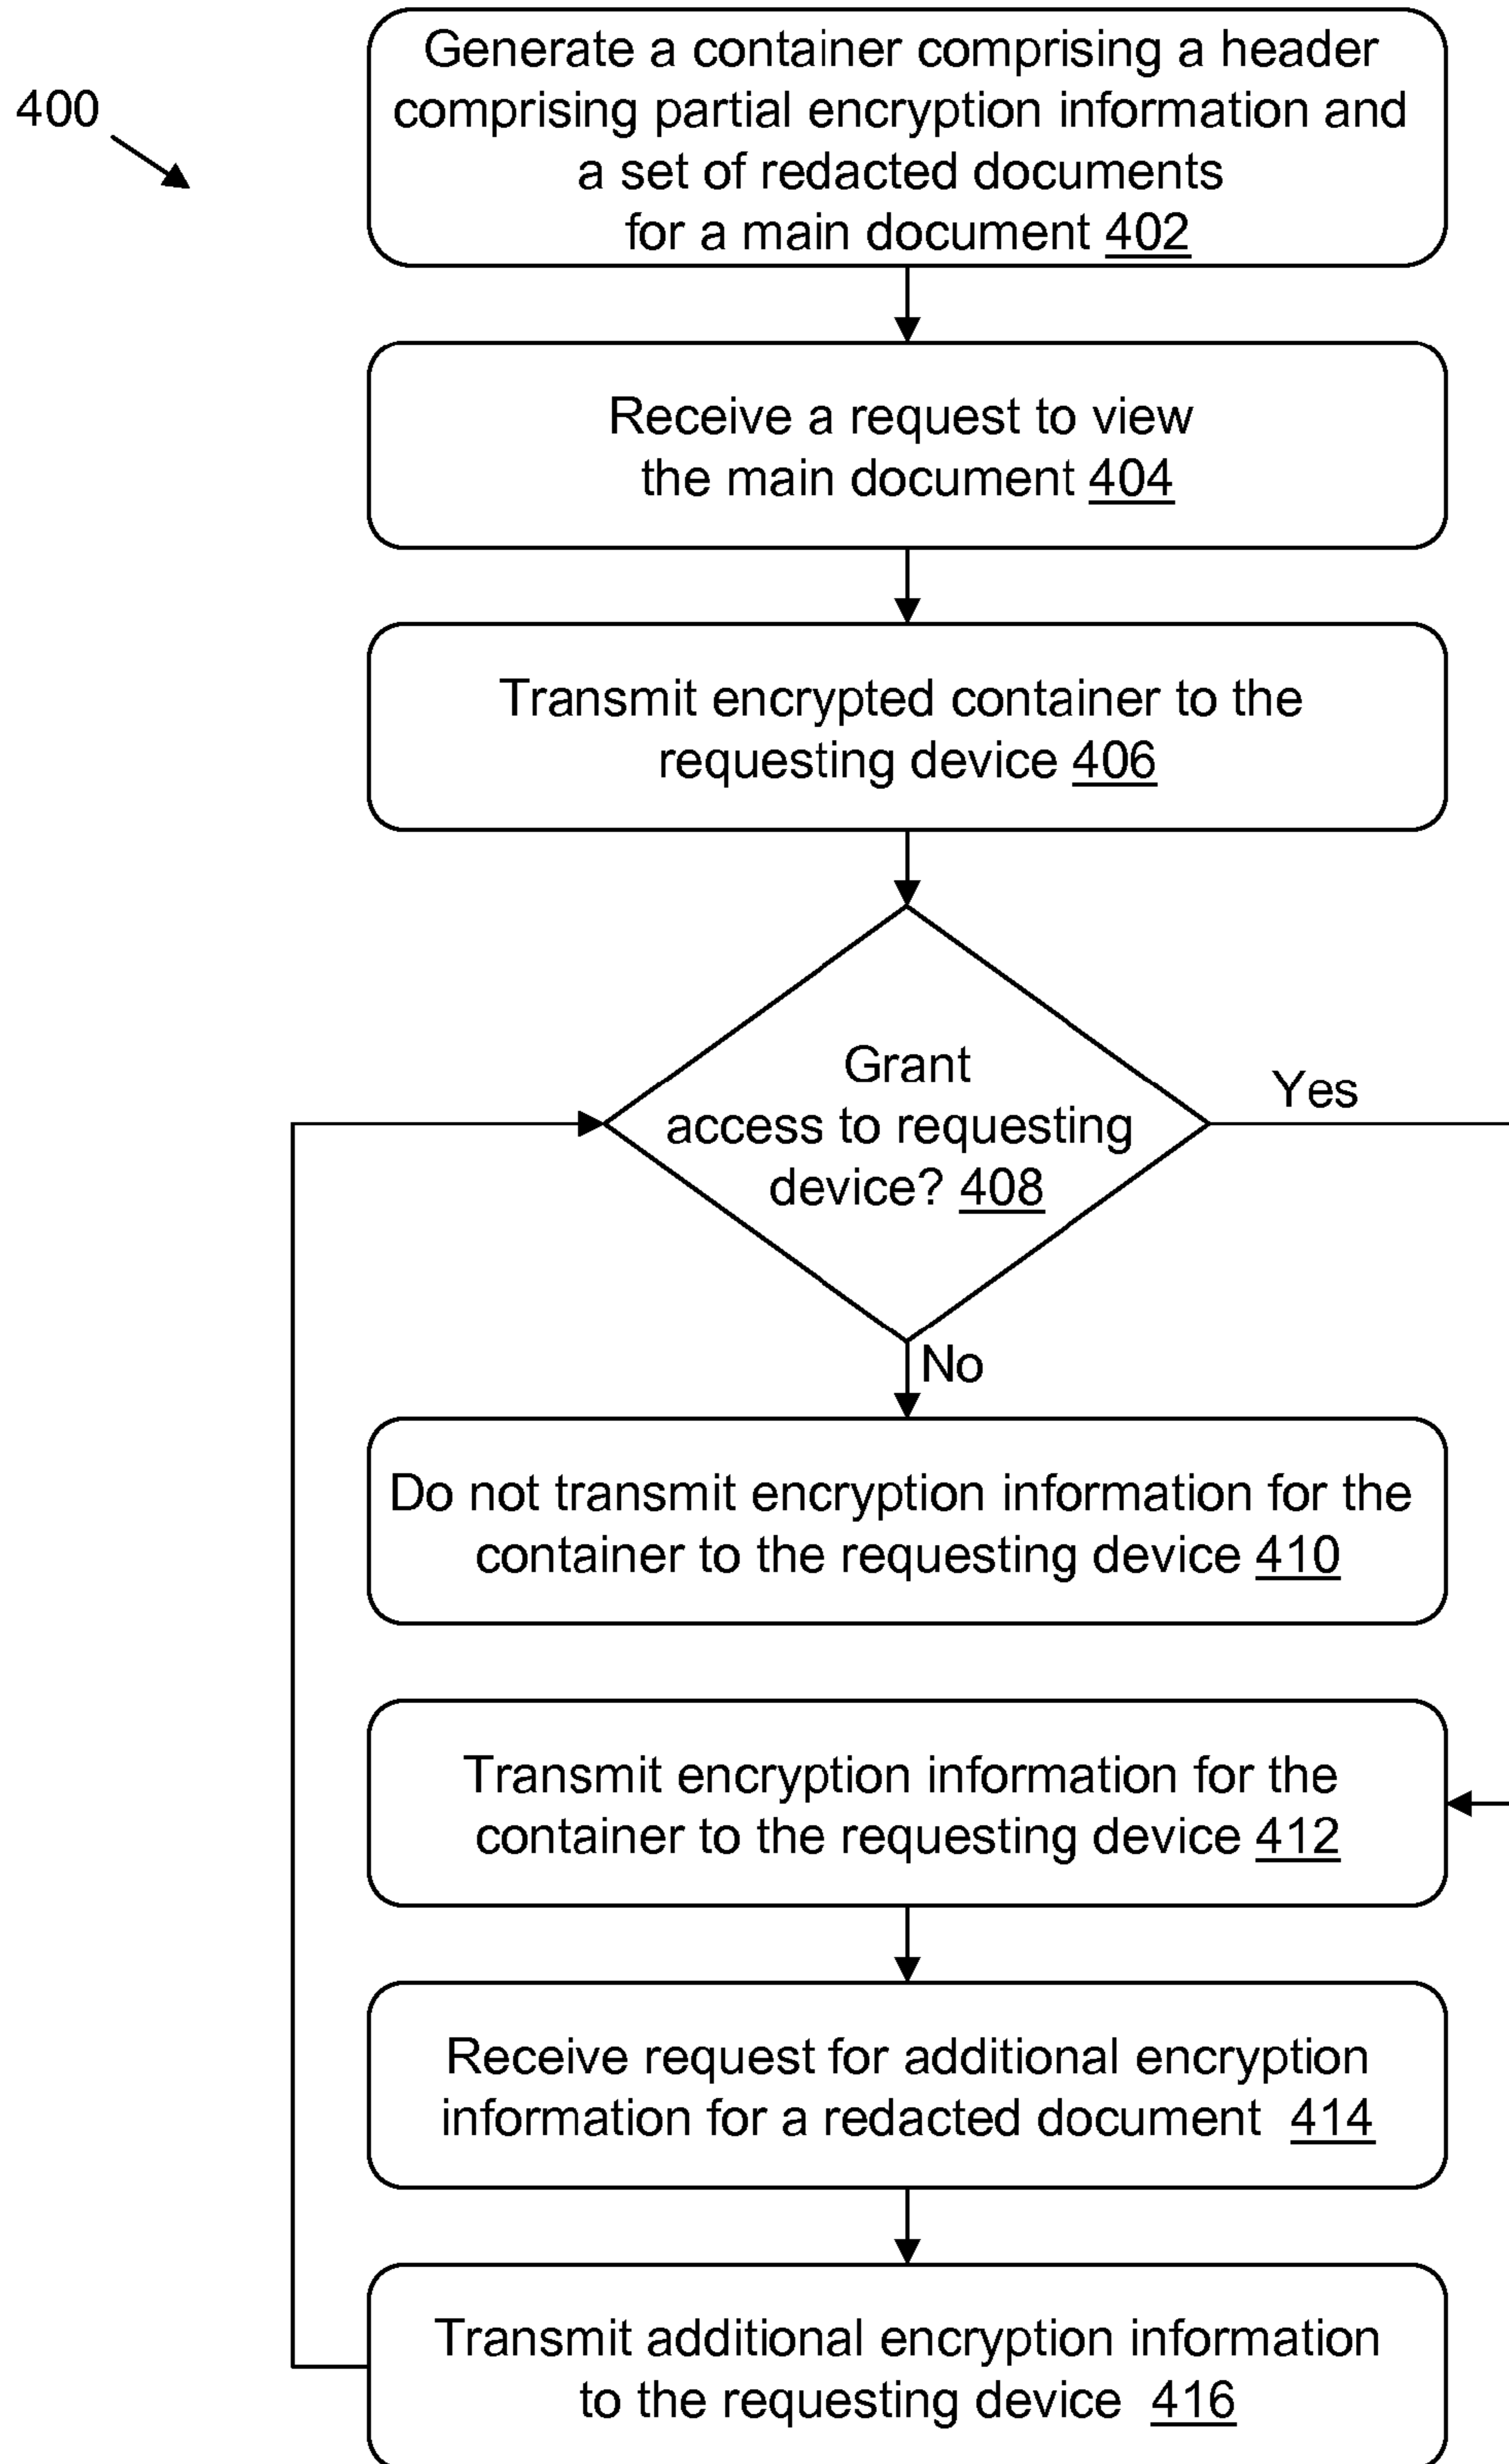 400
Generate a container comprising a header
comprising partial encryption information and
a set of redacted documents
for a main document 402
Receive a request to view
the main document 404
Transmit encrypted container to the
requesting device 406
Grant
access to requesting
device? 408
Yes
No
Do not transmit encryption information for the
container to the requesting device 410
Transmit encryption information for the
container to the requesting device 412
Receive request for additional encryption
information for a redacted document 414
Transmit additional encryption information
to the requesting device 416